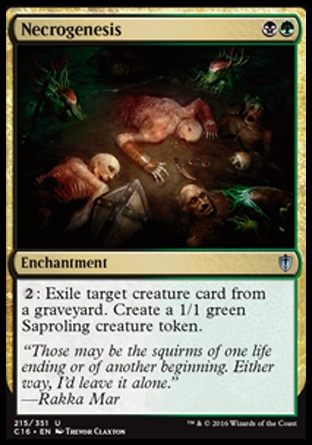 Necrogenesis
Enchantment
2: Exile target creature card from
a graveyard. Create a 1/1 green
Saproling creature token.
“Those may be the squirms of one life
ending or of another beginning. Either
way, I’d leave it alone.”
—Rakka Mar
215/351 U
C16 • EN Trevor Claxton
™ & © 2016 Wizards of the Coast